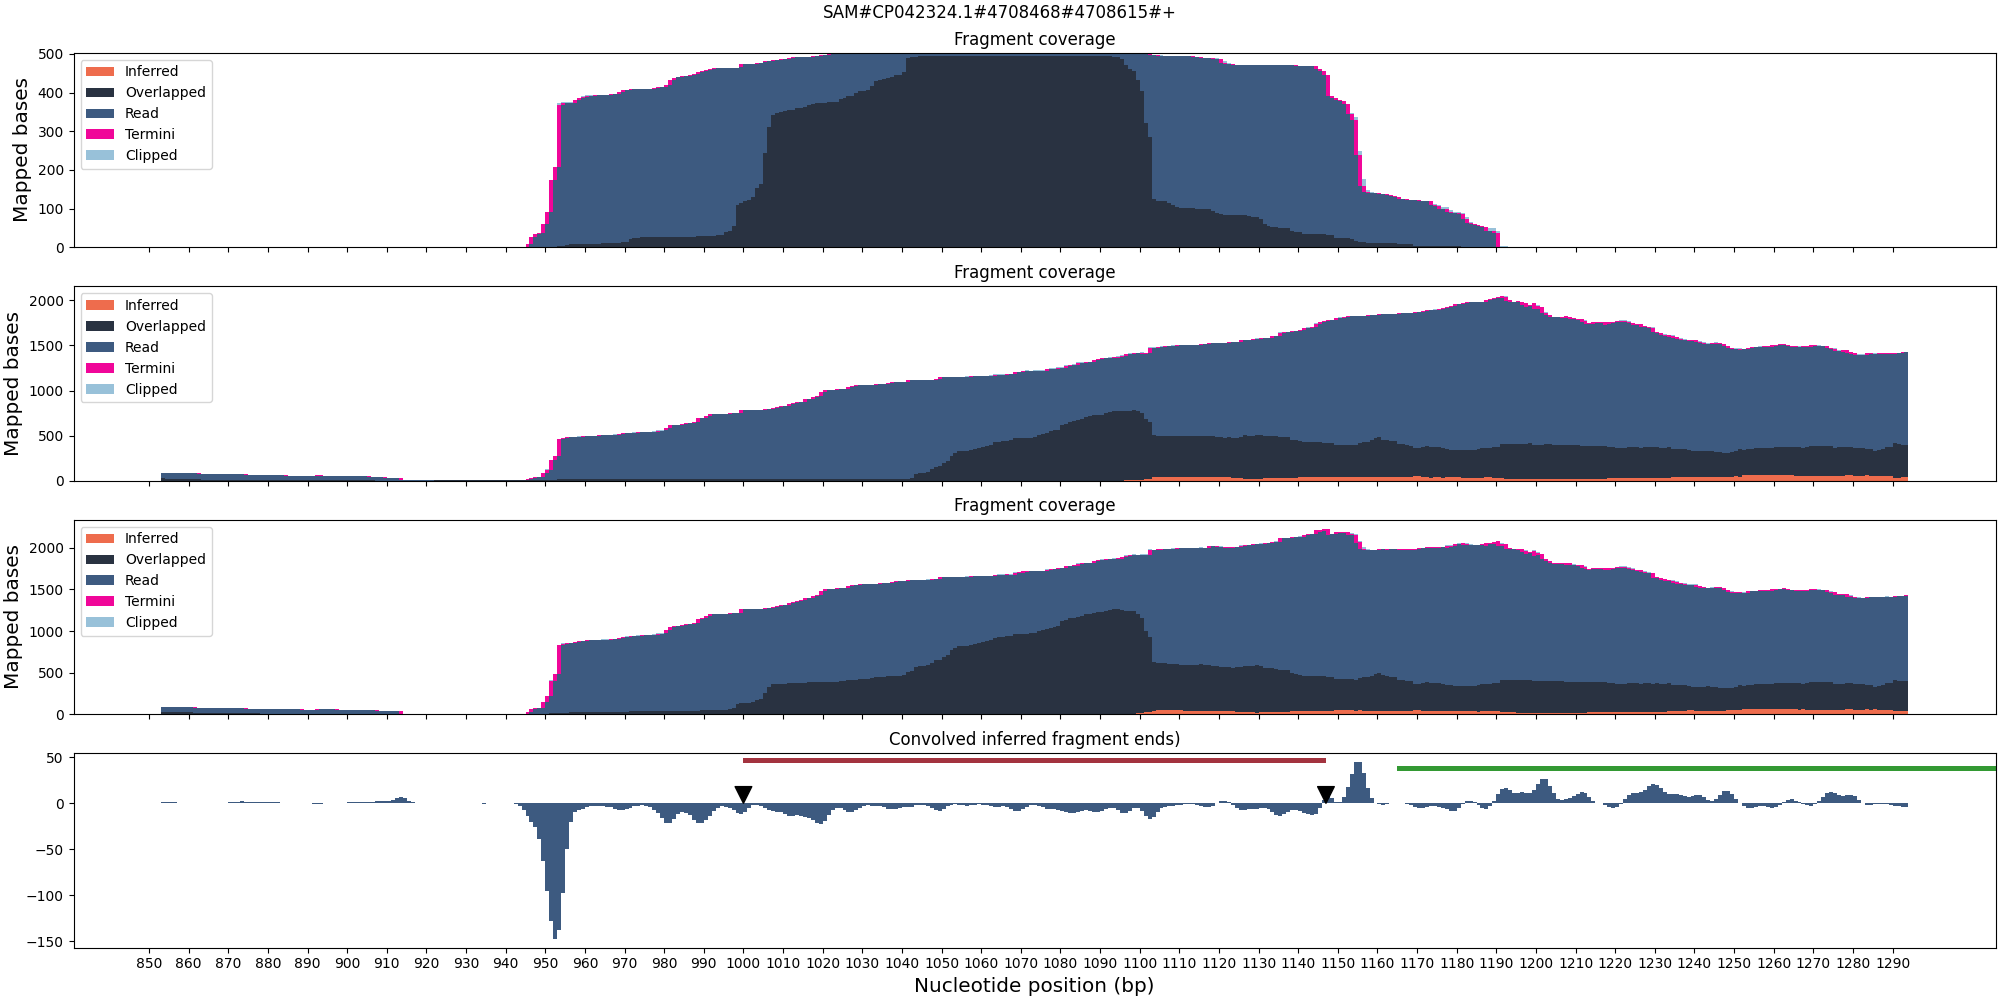 SAM#CP042324.1#4708468#4708615#+
Fragment coverage
Mapped bases
500
400
300
200
100
0
Inferred
Overlapped
Read
Termini
Clipped
Fragment coverage
Mapped bases
2000
1500
1000
500
0
Inferred
Overlapped
Read
Termini
Clipped
Fragment coverage
Mapped bases
2000
1500
1000
500
0
Inferred
Overlapped
Read
Termini
Clipped
Convolved inferred fragment ends)
50
0
−50
−100
−150
850 860 870 880 890 900 910 920 930 940 950 960 970 980 990 1000 1010 1020 1030 1040 1050 1060 1070 1080 1090 1100 1110 1120 1130 1140 1150 1160 1170 1180 1190 1200 1210 1220 1230 1240 1250 1260 1270 1280 1290
Nucleotide position (bp)